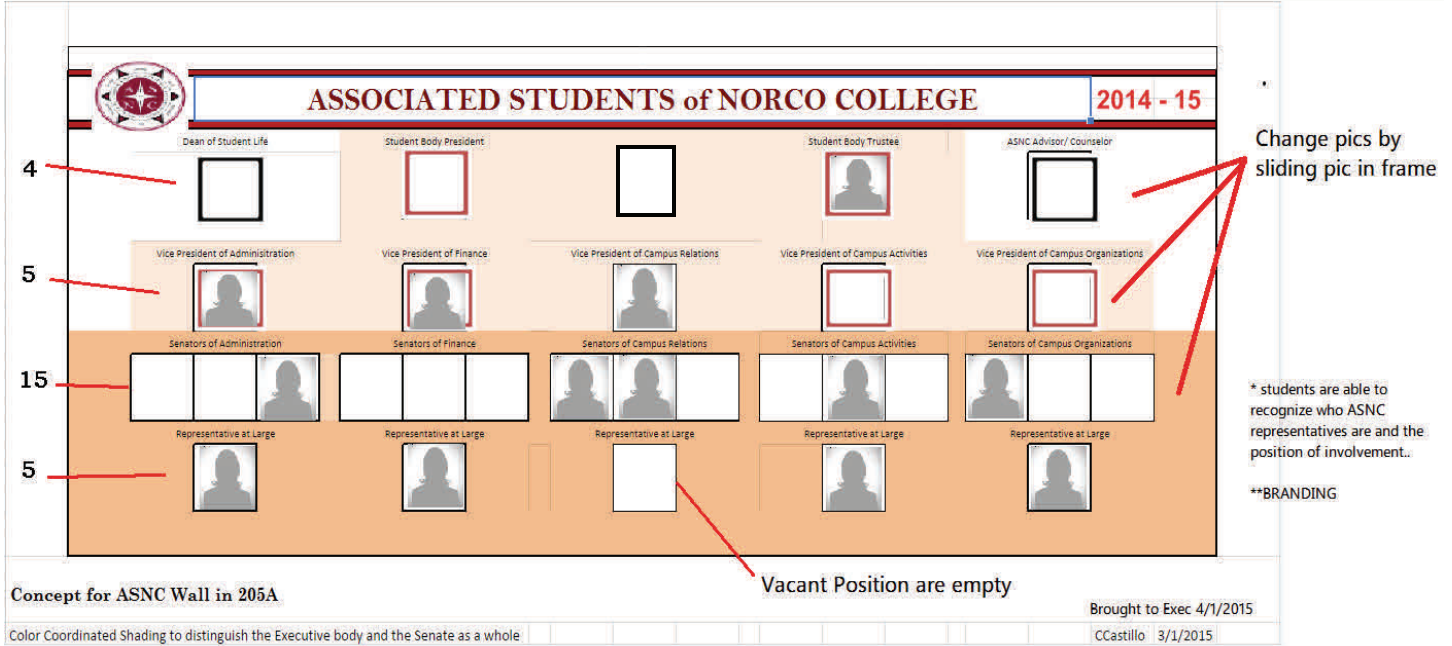 ASSOCIATED STUDENTS of NORCO COLLEGE
2014 - 15
Dean of Student Life
Student Body President
Student Body Trustee
ASNC Advisor/ Counselor
Change pics by
sliding pic in frame
4
Vice President of Adminisitration
Vice President of Finance
Vice President of Campus Relations
Vice President of Campus Activities
Vice President of Campus Organizations
5
Senators of Administration
Senators of Finance
Senators of Campus Relations
Senators of Campus Activities
Senators of Campus Organizations
15
* students are able to
recognize who ASNC
representatives are and the
position of involvement..
Representative at Large
Representative at Large
Representative at Large
Representative at Large
Representative at Large
5
**BRANDING
Vacant Position are empty
Concept for ASNC Wall in 205A
Brought to Exec 4/1/2015
Color Coordinated Shading to distinguish the Executive body and the Senate as a whole
CCastillo 3/1/2015